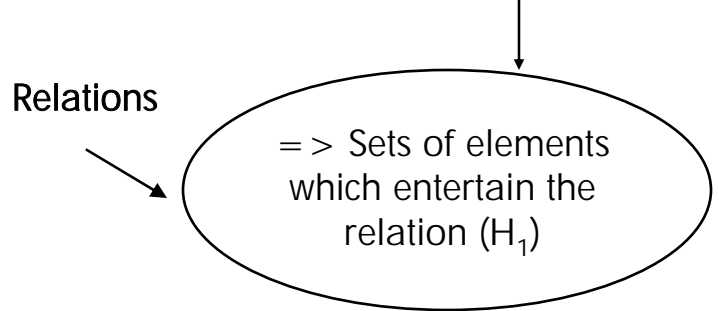 Relations
= > Sets of elements
which entertain the
relation (H₁)